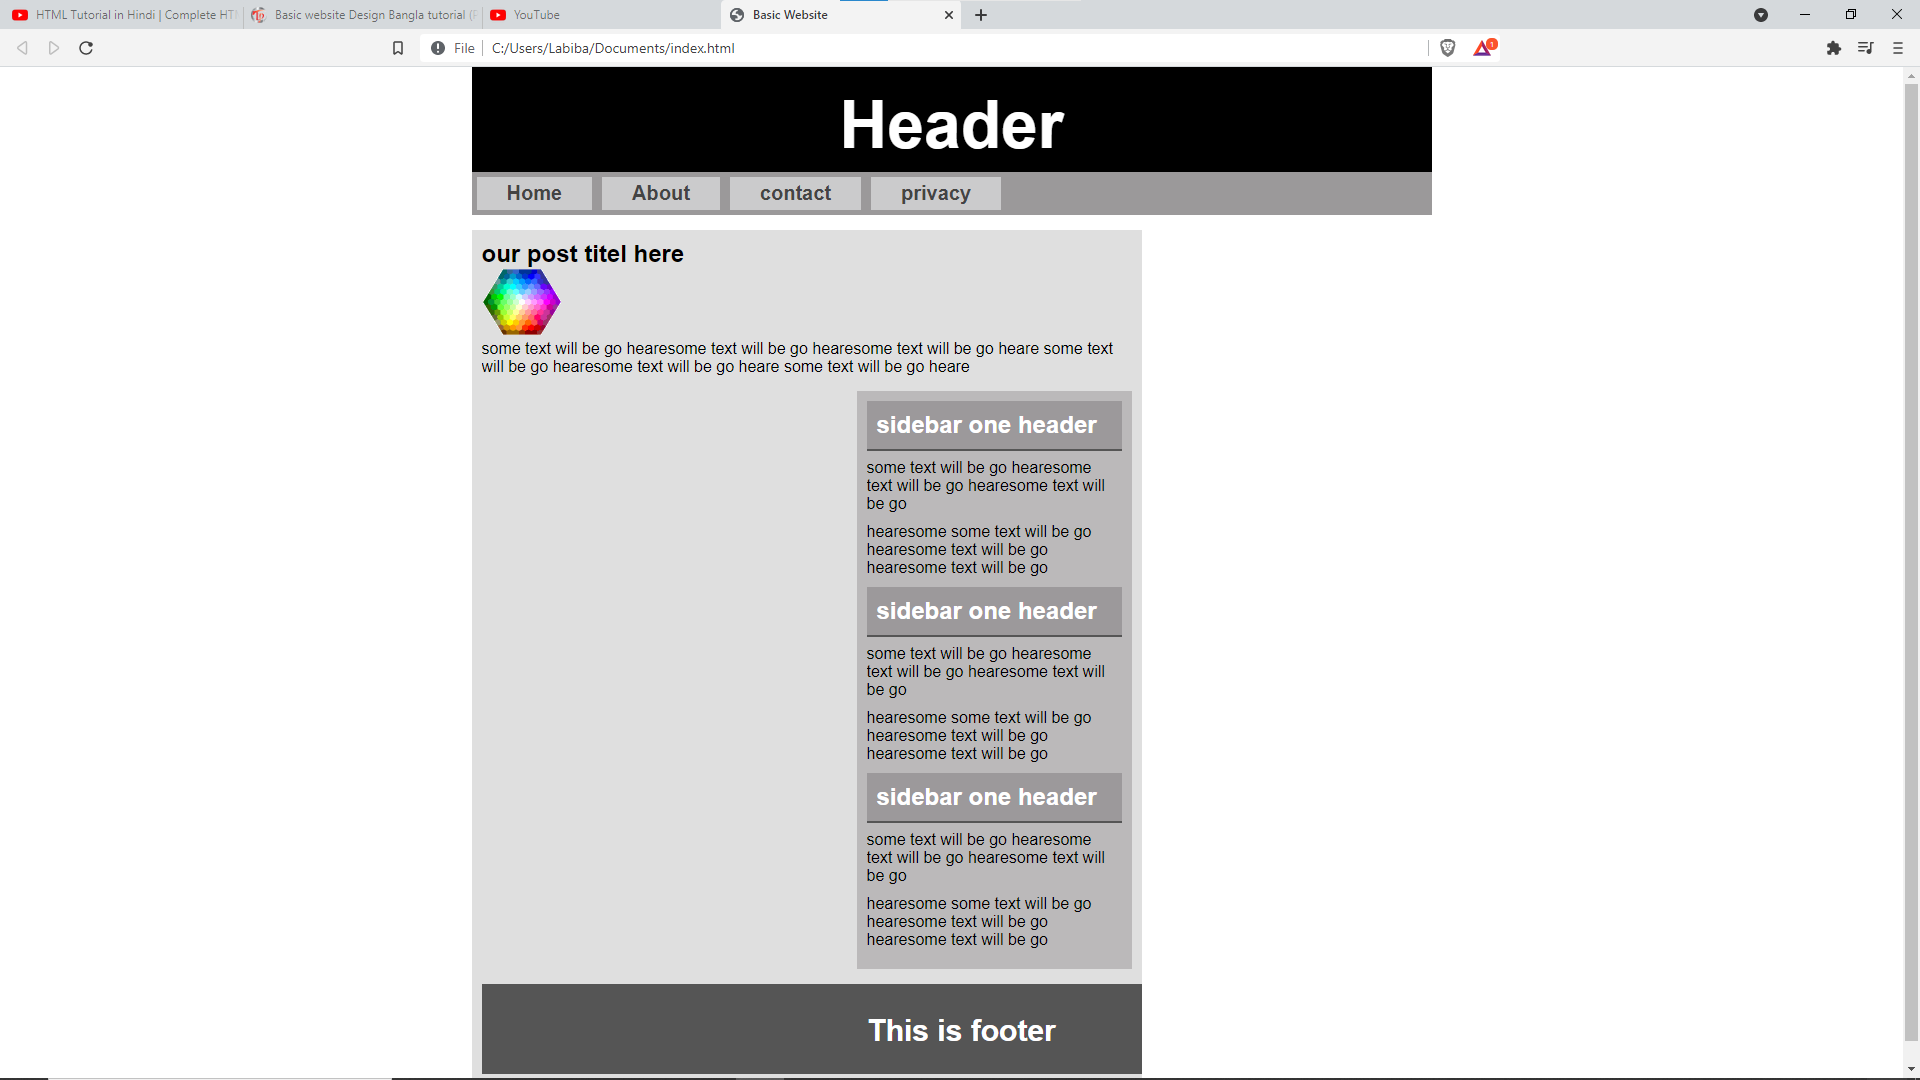 HTML Tutorial in Hindi | Complete HT
Basic website Design Bangla tutorial (
YouTube
Basic Website
File
C:/Users/Labiba/Documents/index.html
1
Header
Home
About
contact
privacy
our post titel here
some text will be go hearesome text will be go hearesome text will be go heare some text
will be go hearesome text will be go heare some text will be go heare
sidebar one header
some text will be go hearesome
text will be go hearesome text will
be go
hearesome some text will be go
hearesome text will be go
hearesome text will be go
sidebar one header
some text will be go hearesome
text will be go hearesome text will
be go
hearesome some text will be go
hearesome text will be go
hearesome text will be go
sidebar one header
some text will be go hearesome
text will be go hearesome text will
be go
hearesome some text will be go
hearesome text will be go
hearesome text will be go
This is footer